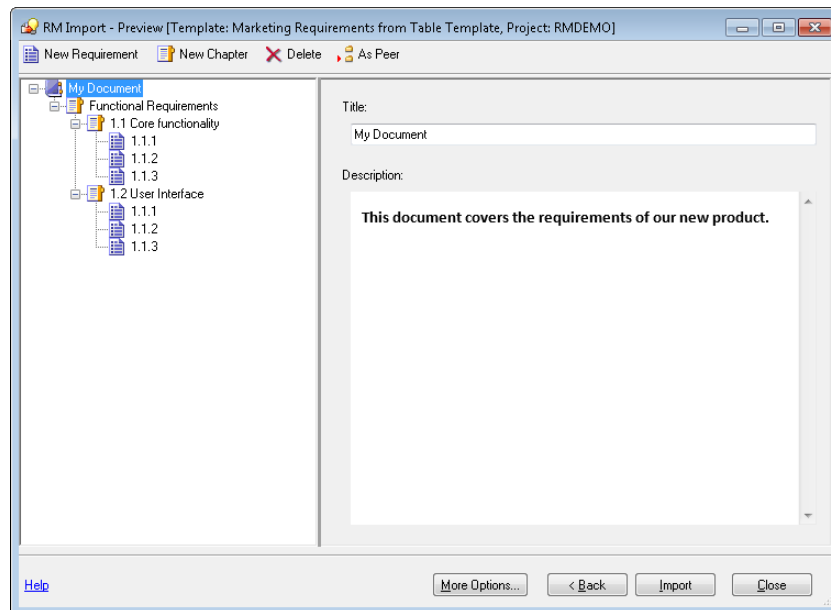 RM Import - Preview [Template: Marketing Requirements from Table Template, Project: RMDEMO]
New Requirement New Chapter Delete As Peer
My Document
Functional Requirements
1.1 Core functionality
1.1.1
1.1.2
1.1.3
1.2 User Interface
1.1.1
1.1.2
1.1.3
Title:
My Document
Description:
This document covers the requirements of our new product.
Help More Options... < Back Import Close